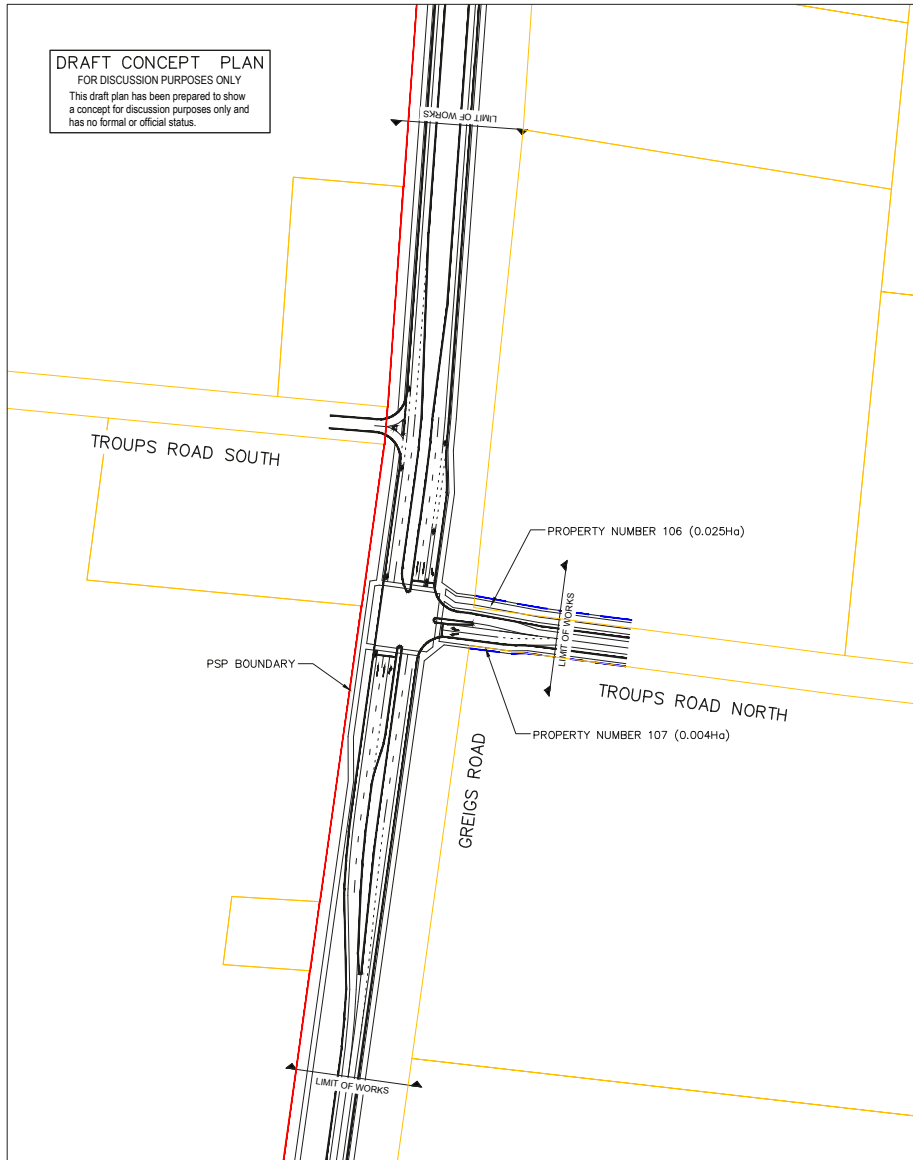 DRAFT CONCEPT PLAN
FOR DISCUSSION PURPOSES ONLY
This draft plan has been prepared to show
a concept for discussion purposes only and
has no formal or official status.
LIMIT OF WORKS
TROUPS ROAD SOUTH
PROPERTY NUMBER 106 (0.025Ha)
LIMIT OF WORKS
PSP BOUNDARY
TROUPS ROAD NORTH
PROPERTY NUMBER 107 (0.004Ha)
GREIGS ROAD
LIMIT OF WORKS